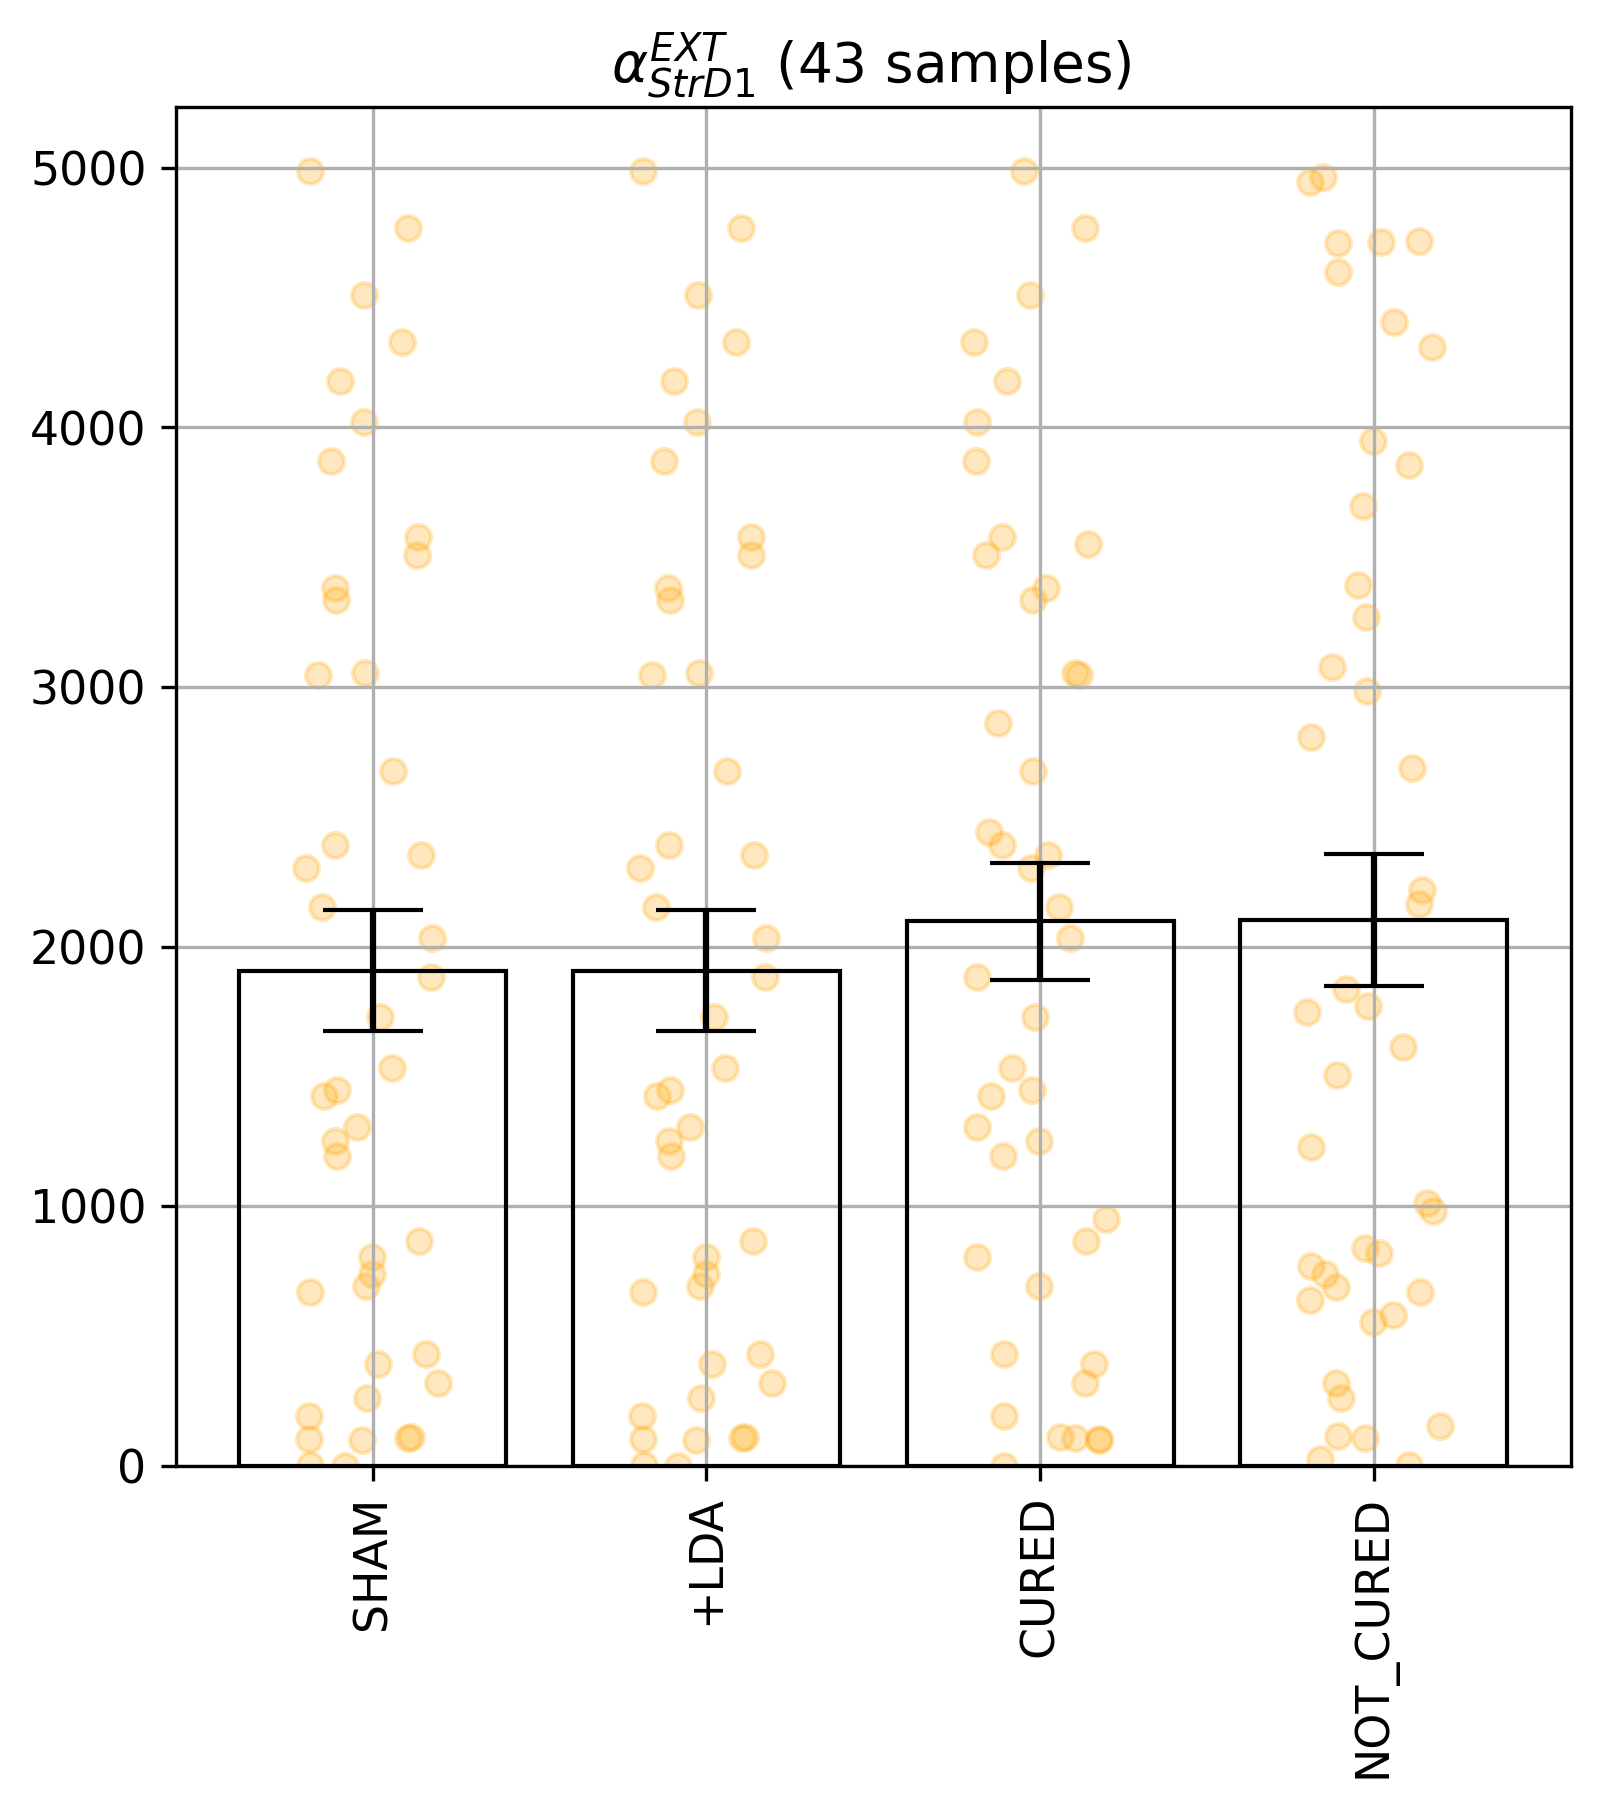 α^{EXT}_{StrD1} (43 samples)
5000
4000
3000
2000
1000
0
SHAM
+LDA
CURED
NOT_CURED